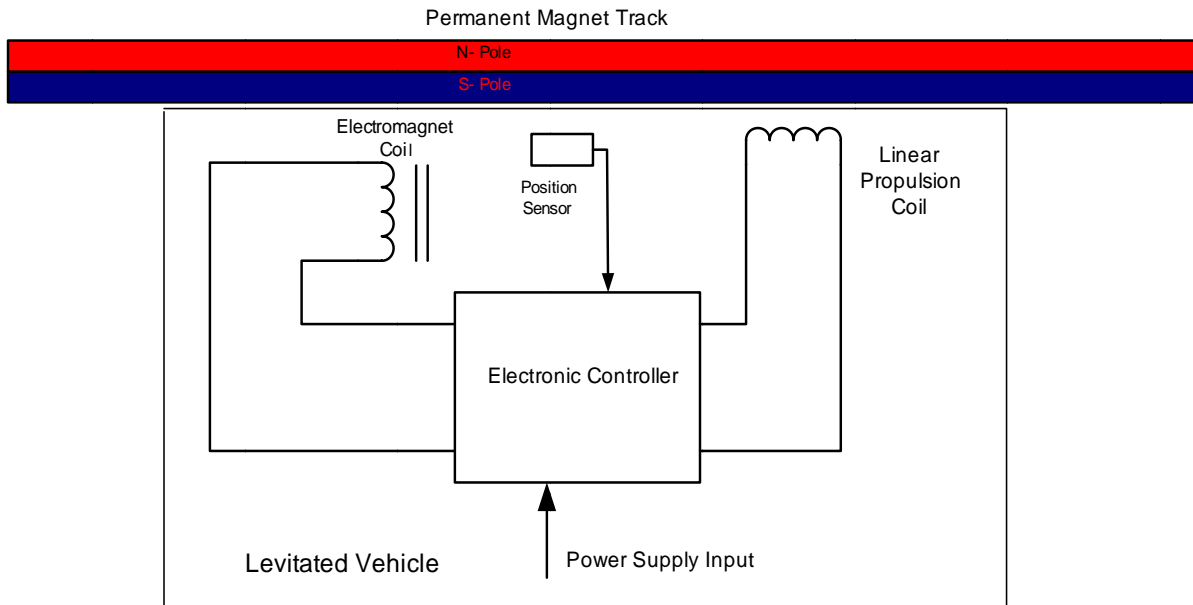 Permanent Magnet Track
N- Pole
S- Pole
Electromagnet
Coil
Position
Sensor
Linear
Propulsion
Coil
Electronic Controller
Levitated Vehicle
Power Supply Input